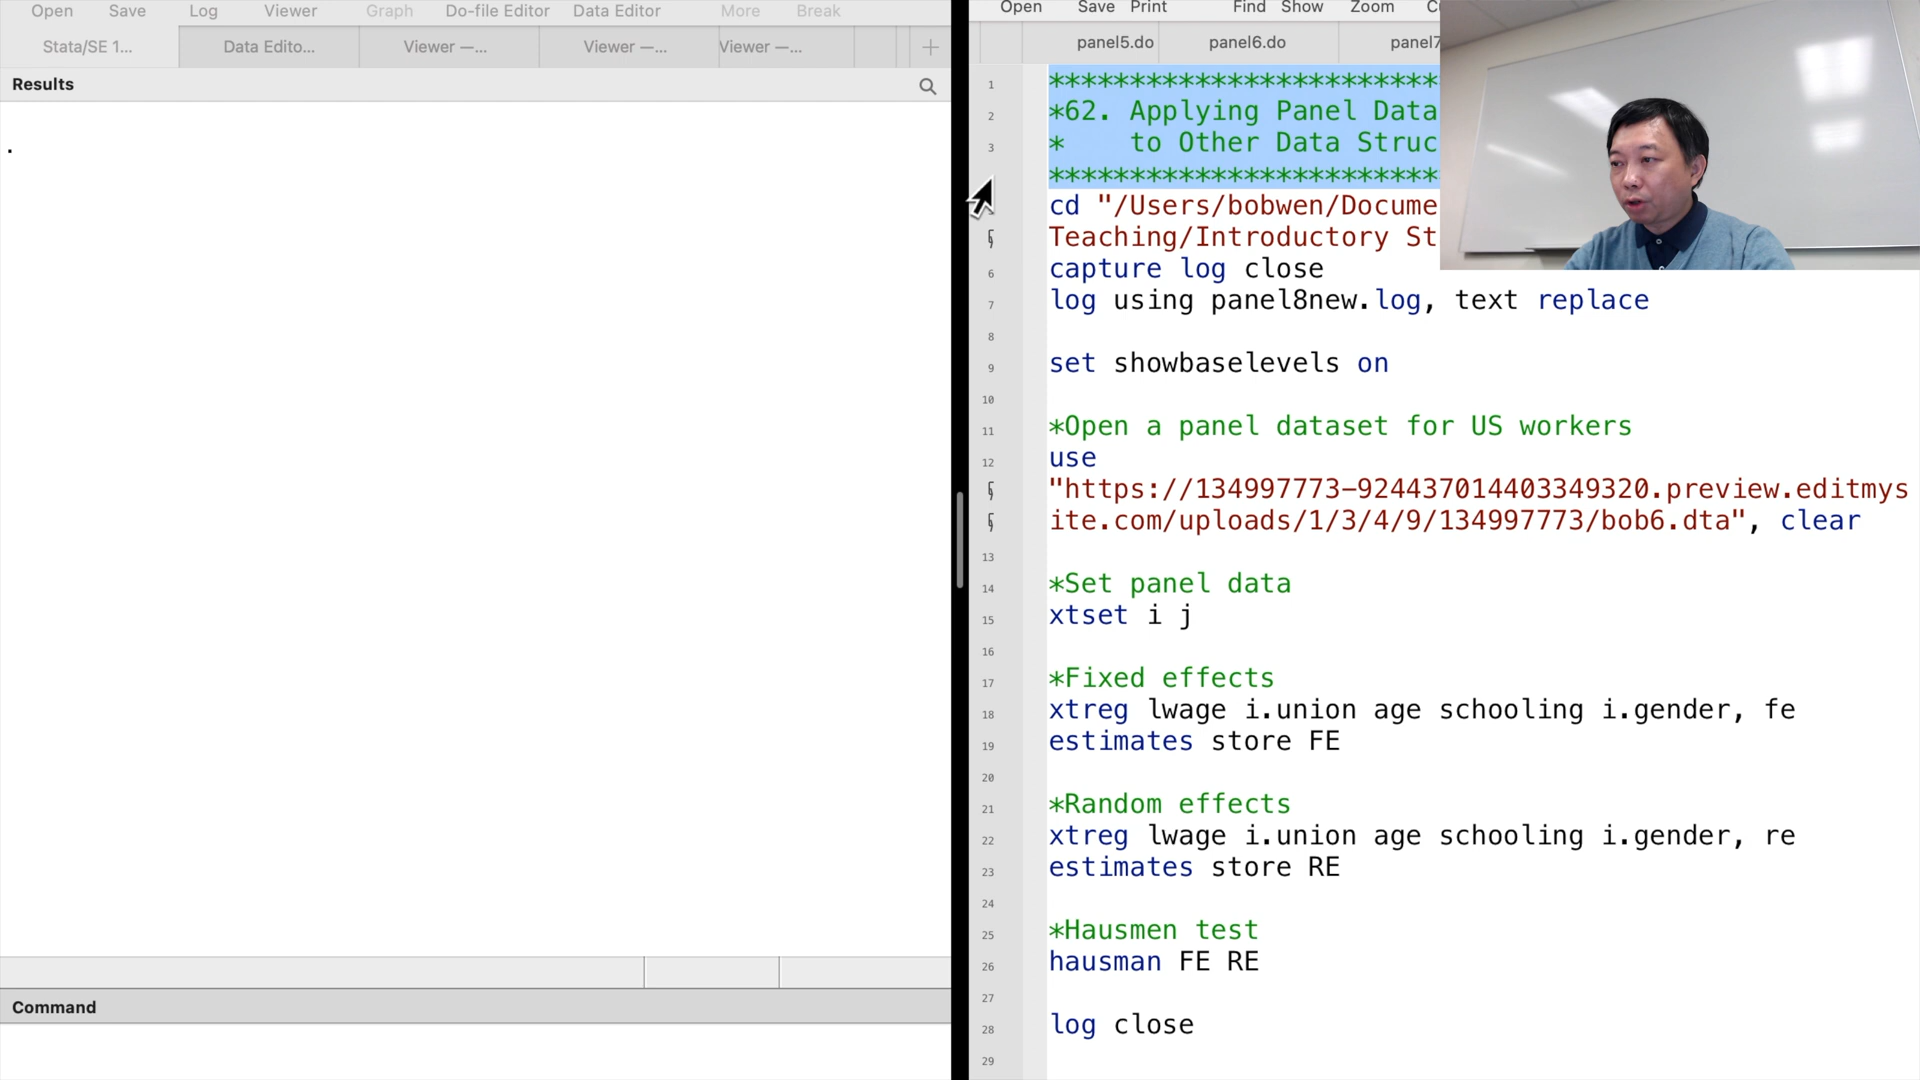 Open Save Log Viewer Graph Do-file Editor Data Editor More Break
Stata/SE 1... Data Edito... Viewer —... Viewer —... Viewer —...
Results
.
Command
Open Save Print Find Show Zoom
panel5.do panel6.do panel7
1 ************************
2 *62. Applying Panel Data
3 * to Other Data Struc
************************
cd "/Users/bobwen/Docume
Teaching/Introductory St
6 capture log close
7 log using panel8new.log, text replace
8
9 set showbaselevels on
10
11 *Open a panel dataset for US workers
12 use
"https://134997773-924437014403349320.preview.editmys
ite.com/uploads/1/3/4/9/134997773/bob6.dta", clear
13
14 *Set panel data
15 xtset i j
16
17 *Fixed effects
18 xtreg lwage i.union age schooling i.gender, fe
19 estimates store FE
20
21 *Random effects
22 xtreg lwage i.union age schooling i.gender, re
23 estimates store RE
24
25 *Hausmen test
26 hausman FE RE
27
28 log close
29